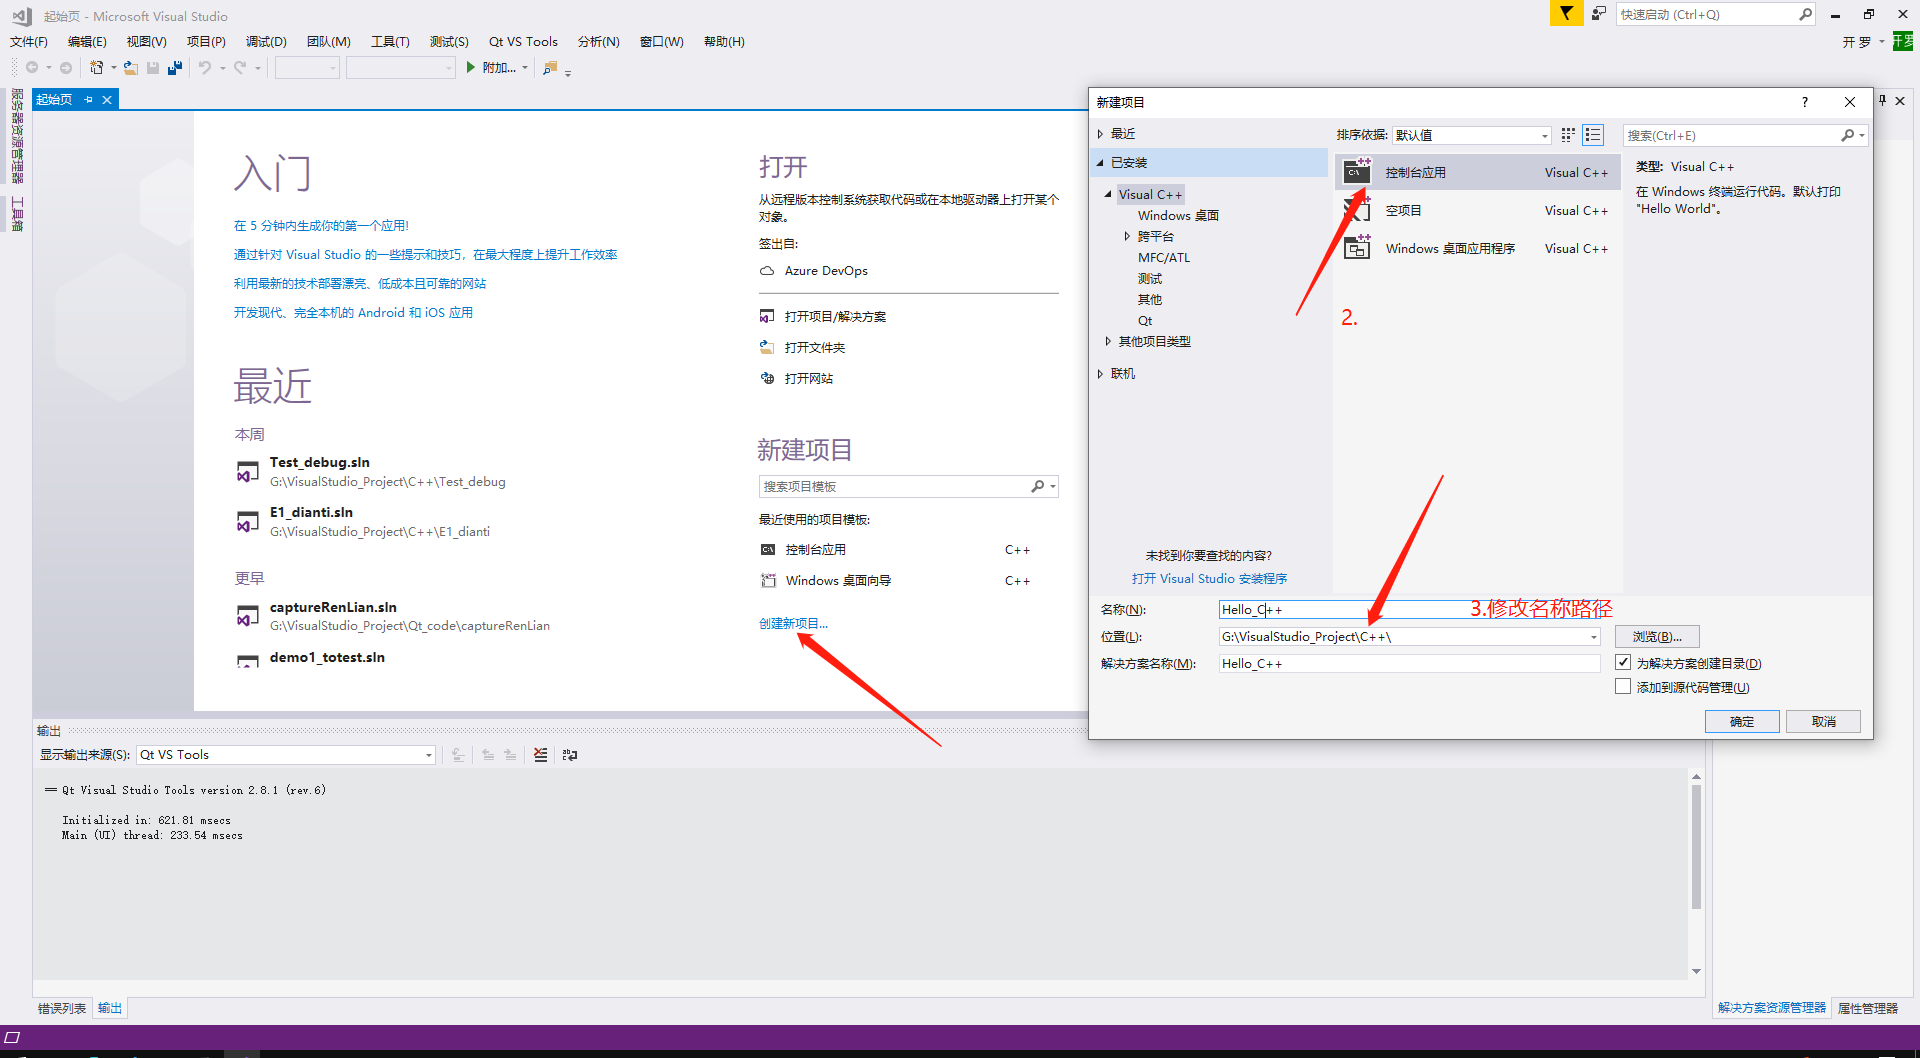 起始页 - Microsoft Visual Studio
快速启动 (Ctrl+Q)
文件(F) 编辑(E) 视图(V) 项目(P) 调试(D) 团队(M) 工具(T) 测试(S) Qt VS Tools 分析(N) 窗口(W) 帮助(H)
开 罗
开罗
附加...
服务器资源管理器
工具箱
起始页
入门
在 5 分钟内生成你的第一个应用!
通过针对 Visual Studio 的一些提示和技巧，在最大程度上提升工作效率
利用最新的技术部署漂亮、低成本且可靠的网站
开发现代、完全本机的 Android 和 iOS 应用
最近
本周
Test_debug.sln
G:\VisualStudio_Project\C++\Test_debug
E1_dianti.sln
G:\VisualStudio_Project\C++\E1_dianti
更早
captureRenLian.sln
G:\VisualStudio_Project\Qt_code\captureRenLian
demo1_totest.sln
打开
从远程版本控制系统获取代码或在本地驱动器上打开某个
对象。
签出自:
Azure DevOps
打开项目/解决方案
打开文件夹
打开网站
新建项目
搜索项目模板
最近使用的项目模板:
控制台应用 C++
Windows 桌面向导 C++
创建新项目...
新建项目
?
最近
已安装
Visual C++
Windows 桌面
跨平台
MFC/ATL
测试
其他
Qt
其他项目类型
联机
未找到你要查找的内容?
打开 Visual Studio 安装程序
排序依据: 默认值
搜索(Ctrl+E)
控制台应用 Visual C++
空项目 Visual C++
Windows 桌面应用程序 Visual C++
2.
类型: Visual C++
在 Windows 终端运行代码。默认打印
"Hello World"。
名称(N): Hello_C++
3.修改名称路径
位置(L): G:\VisualStudio_Project\C++\
浏览(B)...
解决方案名称(M): Hello_C++
为解决方案创建目录(D)
添加到源代码管理(U)
确定 取消
输出
显示输出来源(S): Qt VS Tools
== Qt Visual Studio Tools version 2.8.1 (rev.6)
Initialized in: 621.81 msecs
Main (UI) thread: 233.54 msecs
错误列表 输出
解决方案资源管理器 属性管理器